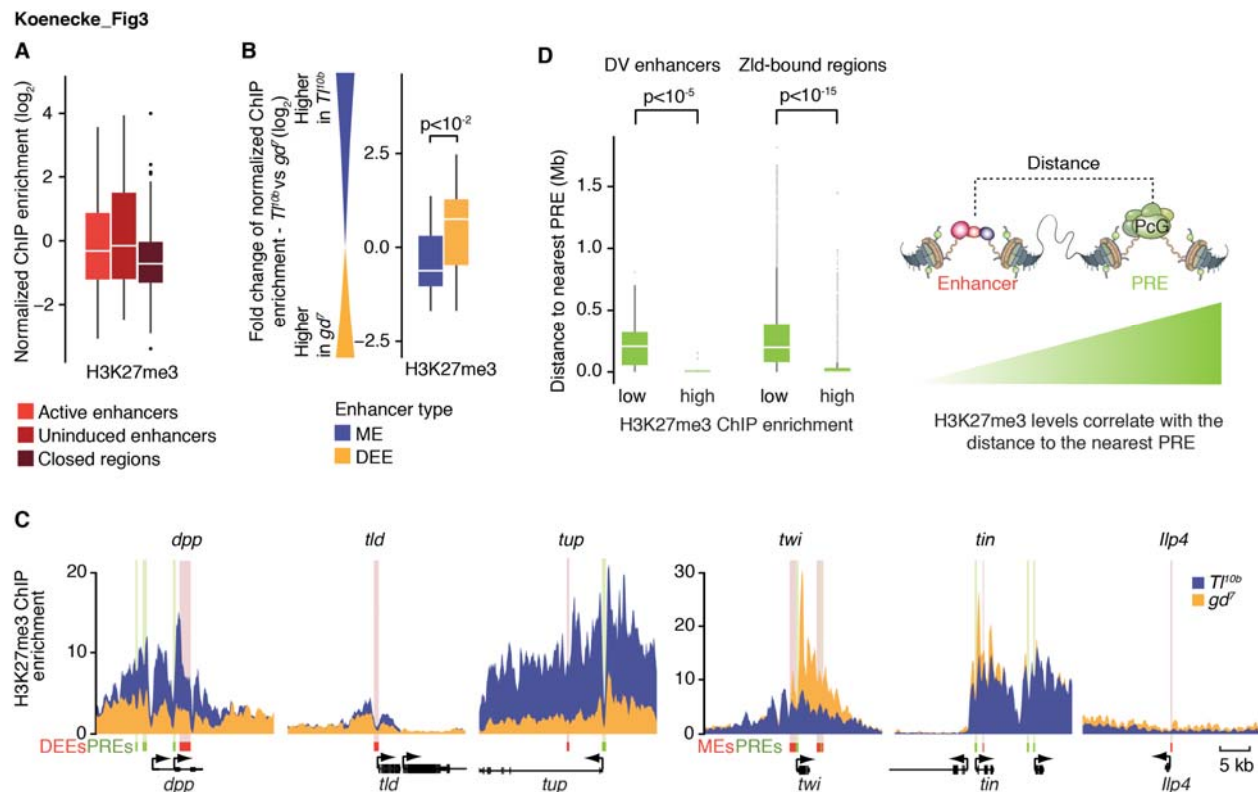 Koenecke_Fig3
A
Normalized ChIP enrichment (log2)
4
2
0
−2
H3K27me3
Active enhancers
Uninduced enhancers
Closed regions
B
Fold change of normalized ChIP
enrichment - Tl10b vs gd7 (log2)
Higher
in Tl10b
Higher
in gd7
p<10-2
2.5
0.0
−2.5
H3K27me3
Enhancer type
ME
DEE
D
DV enhancers
Zld-bound regions
p<10-5
p<10-15
Distance to nearest PRE (Mb)
1.5
1.0
0.5
0.0
low
high
low
high
H3K27me3 ChIP enrichment
Distance
PcG
Enhancer
PRE
H3K27me3 levels correlate with the
distance to the nearest PRE
C
dpp
tld
tup
twi
tin
Ilp4
H3K27me3 ChIP
enrichment
20
10
0
30
20
10
0
Tl10b
gd7
DEEsPREs
MEsPREs
5 kb
dpp
tld
tup
twi
tin
Ilp4